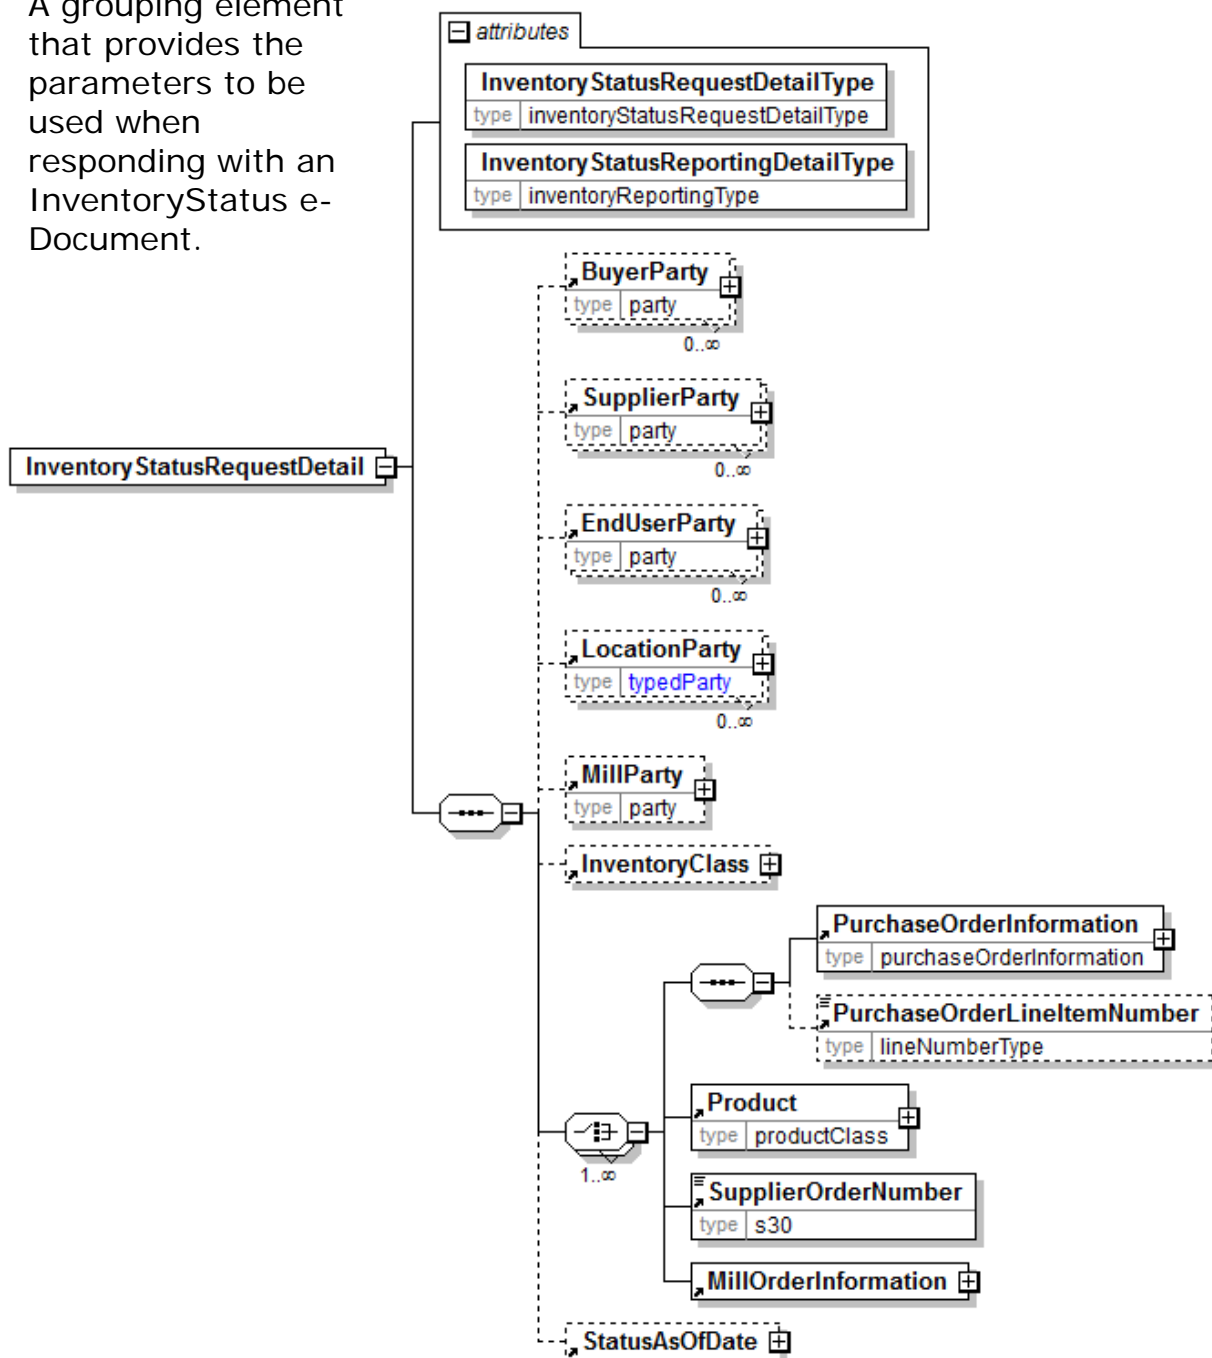 A grouping element
that provides the
parameters to be
used when
responding with an
InventoryStatus e-
Document.
attributes
InventoryStatusRequestDetailType
type inventoryStatusRequestDetailType
InventoryStatusReportingDetailType
type inventoryReportingType
BuyerParty
type party
0..∞
SupplierParty
type party
0..∞
InventoryStatusRequestDetail
EndUserParty
type party
0..∞
LocationParty
type typedParty
0..∞
MillParty
type party
InventoryClass
PurchaseOrderInformation
type purchaseOrderInformation
PurchaseOrderLineItemNumber
type lineNumberType
Product
type productClass
1..∞
SupplierOrderNumber
type s30
MillOrderInformation
StatusAsOfDate